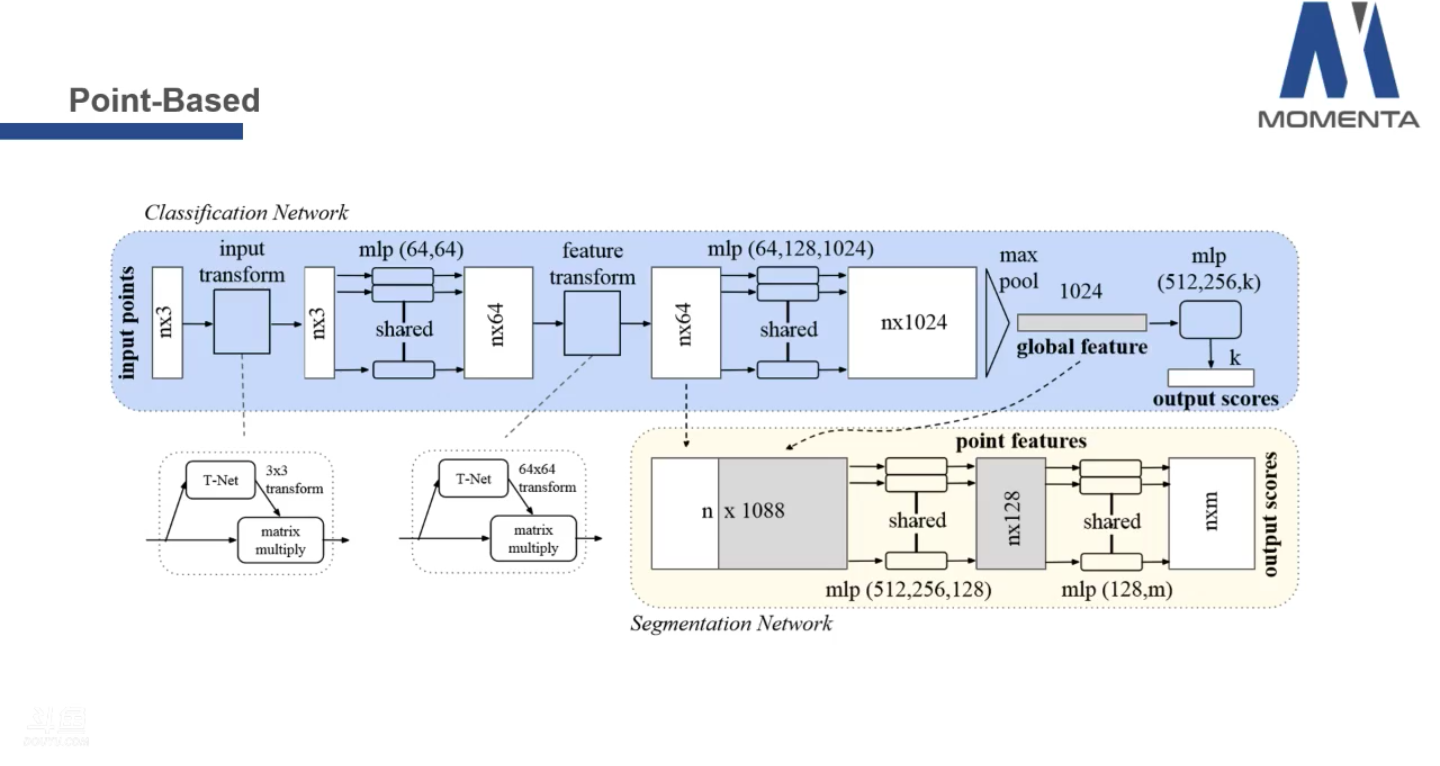 Point-Based
MOMENTA
Classification Network
input points
nx3
input
transform
nx3
mlp (64,64)
shared
nx64
feature
transform
nx64
mlp (64,128,1024)
shared
nx1024
max
pool
1024
global feature
mlp
(512,256,k)
k
output scores
T-Net
3x3
transform
matrix
multiply
T-Net
64x64
transform
matrix
multiply
point features
n x 1088
shared
mlp (512,256,128)
nx128
shared
mlp (128,m)
nxm
output scores
Segmentation Network
DOUYU.COM